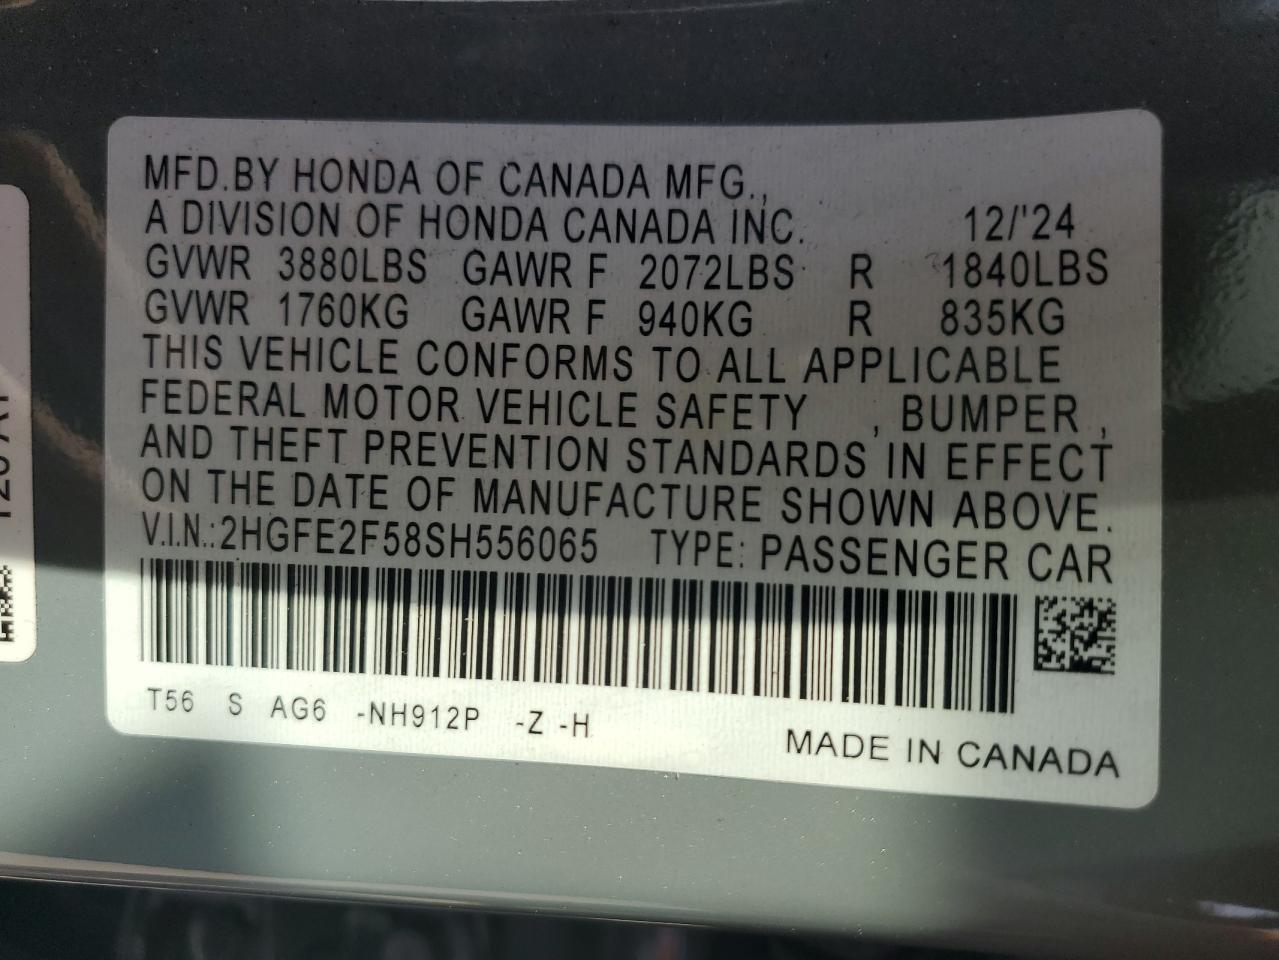 MFD.BY HONDA OF CANADA MFG.,
A DIVISION OF HONDA CANADA INC. 12/'24
GVWR 3880LBS GAWR F 2072LBS R 1840LBS
GVWR 1760KG GAWR F 940KG R 835KG
THIS VEHICLE CONFORMS TO ALL APPLICABLE
FEDERAL MOTOR VEHICLE SAFETY , BUMPER ,
AND THEFT PREVENTION STANDARDS IN EFFECT
ON THE DATE OF MANUFACTURE SHOWN ABOVE.
V.I.N.:2HGFE2F58SH556065 TYPE: PASSENGER CAR
T56 S AG6 -NH912P -Z -H
MADE IN CANADA